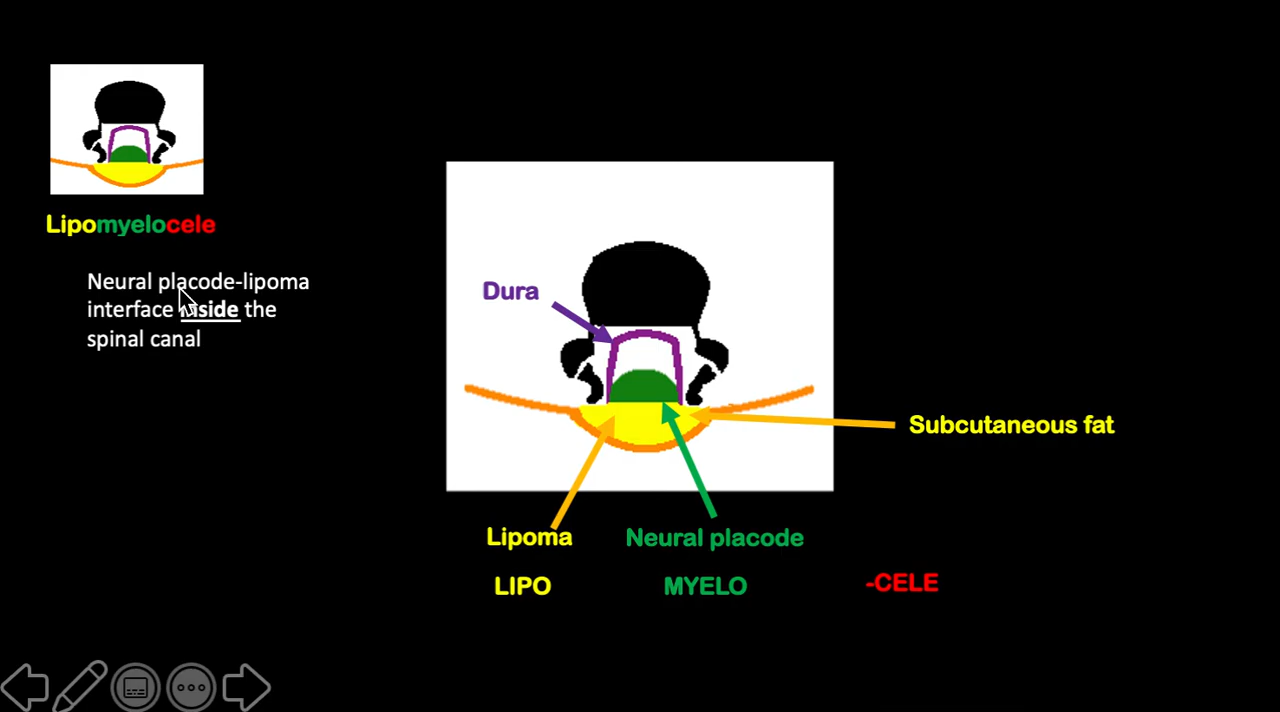 Lipomyelocele
Neural placode-lipoma
interface inside the
spinal canal
Dura
Subcutaneous fat
Lipoma
Neural placode
LIPO
MYELO
-CELE